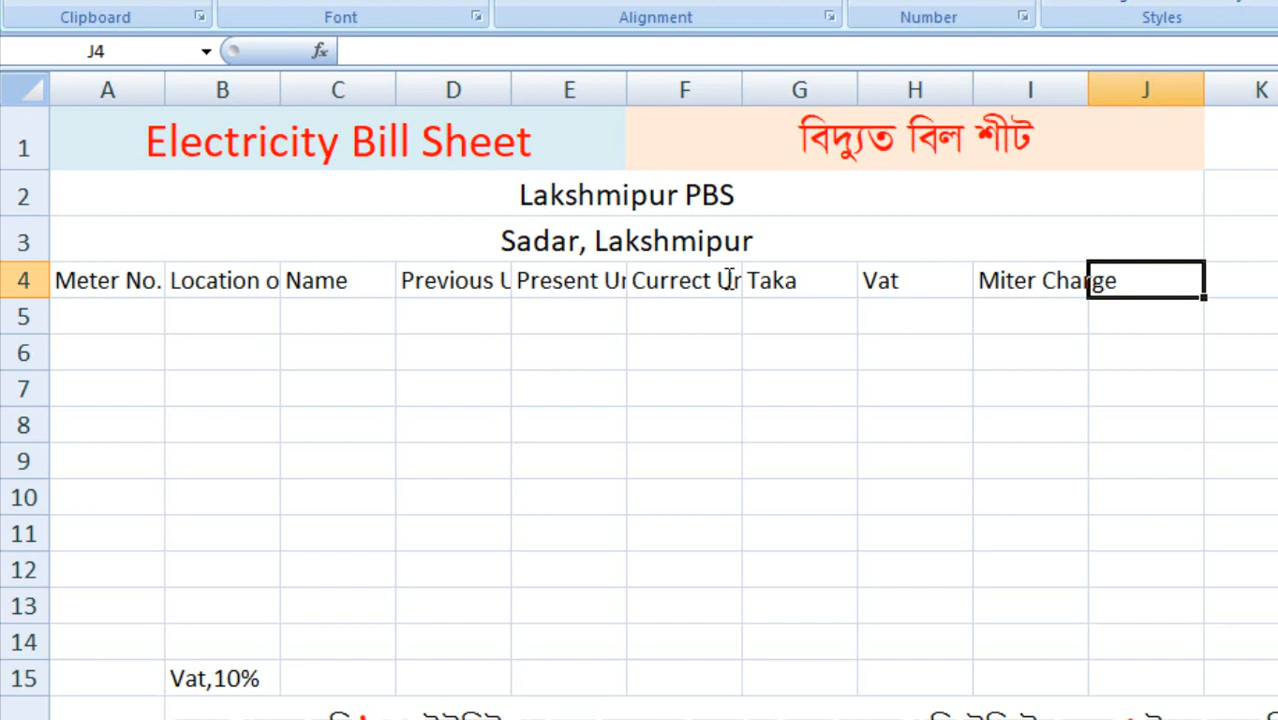 Clipboard Font Alignment Number Styles
J4 fx
A B C D E F G H I J K
1 Electricity Bill Sheet বিদ্যুত বিল শীট
2 Lakshmipur PBS
3 Sadar, Lakshmipur
4 Meter No. Location o Name Previous U Present Ur Currect Ur Taka Vat Miter Charge
5
6
7
8
9
10
11
12
13
14
15 Vat,10%